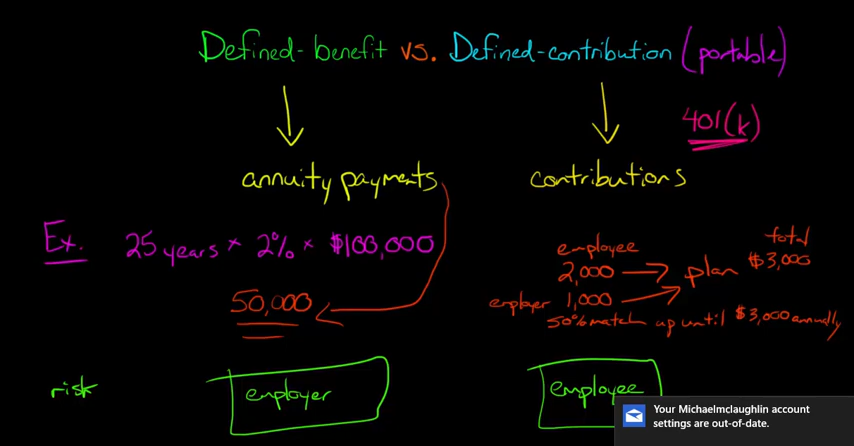 Defined-benefit vs. Defined-contribution (portable)
401(k)
annuity payments
contributions
Ex. 25 years × 2% × $100,000
50,000
employee
2,000
employer 1,000
plan
total
$3,000
50% match up until $3,000 annually
risk
employer
employee
Your Michaelmclaughlin account
settings are out-of-date.